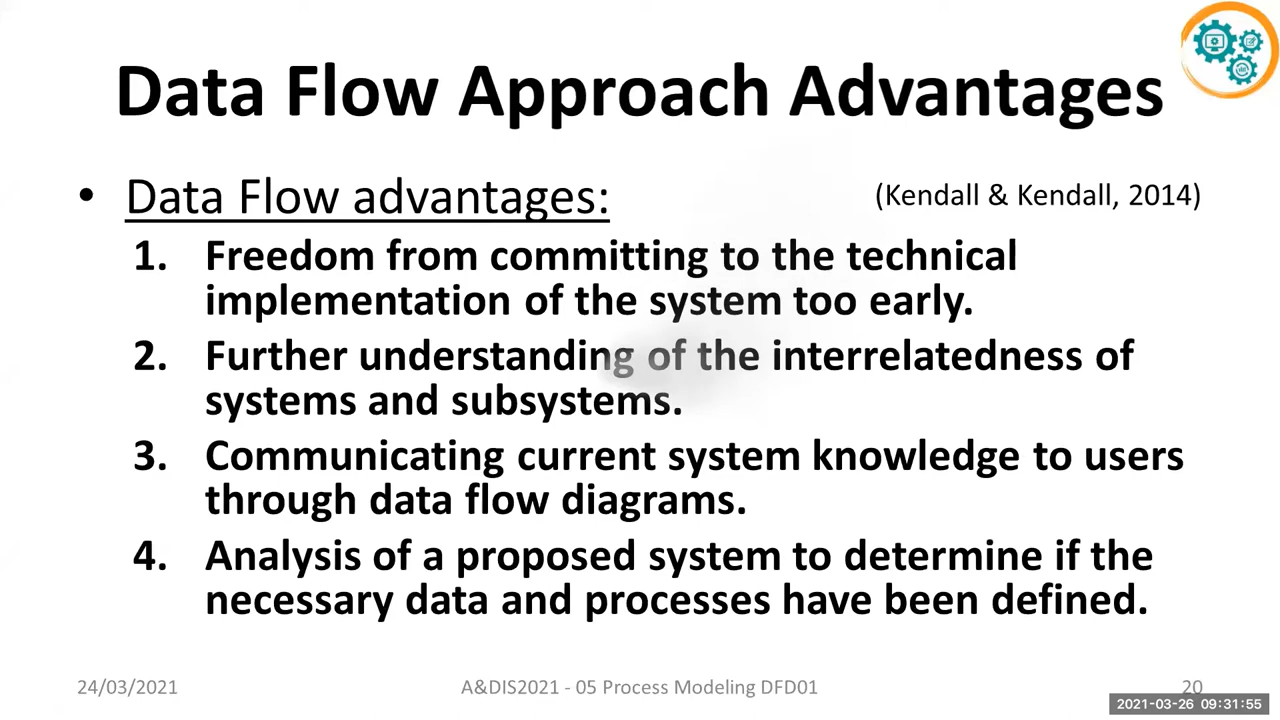 Data Flow Approach Advantages
• Data Flow advantages:
(Kendall & Kendall, 2014)
1. Freedom from committing to the technical
implementation of the system too early.
2. Further understanding of the interrelatedness of
systems and subsystems.
3. Communicating current system knowledge to users
through data flow diagrams.
4. Analysis of a proposed system to determine if the
necessary data and processes have been defined.
24/03/2021
A&DIS2021 - 05 Process Modeling DFD01
20
2021-03-26 09:31:55